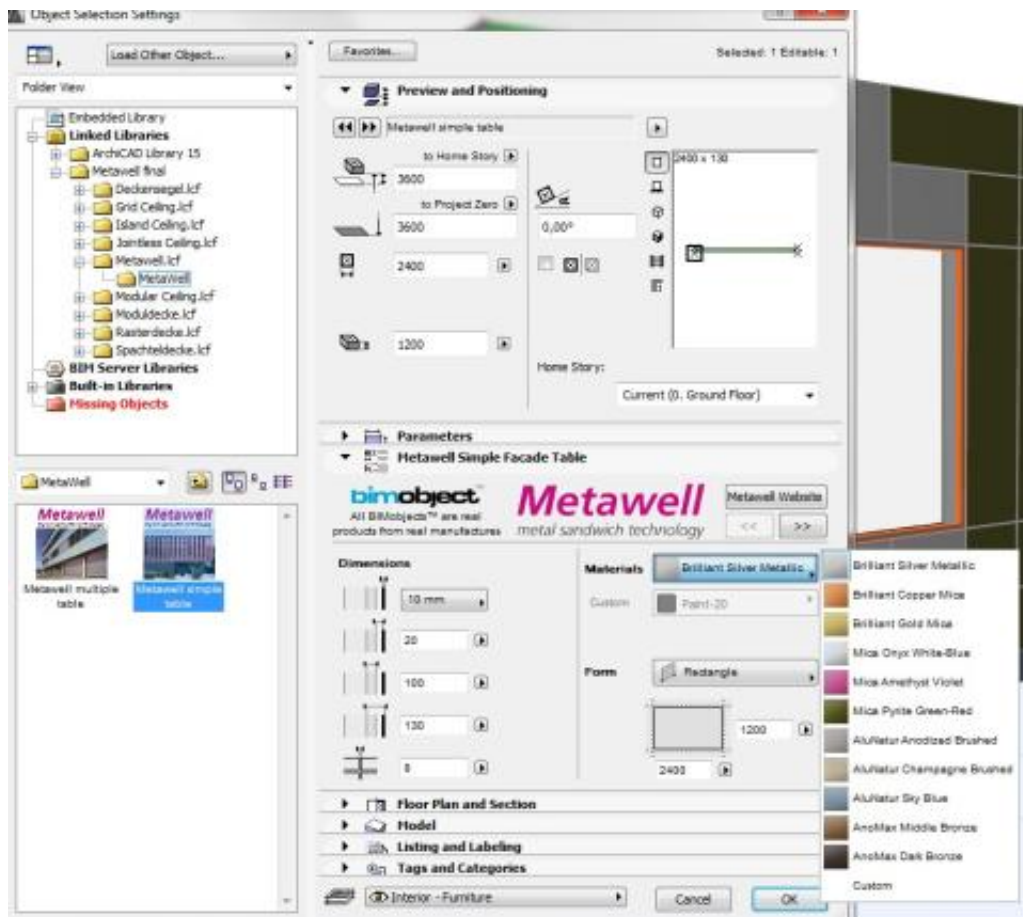 Object Selection Settings
Load Other Object...
Folder View
Embedded Library
Linked Libraries
ArchiCAD Library 15
Metawell final
Deckensegel.lcf
Grid Ceiling.lcf
Island Ceiling.lcf
Jointless Ceiling.lcf
Metawell.lcf
MetaWell
Modular Ceiling.lcf
Moduldecke.lcf
Rasterdecke.lcf
Spachteldecke.lcf
BIM Server Libraries
Built-in Libraries
Missing Objects
MetaWell
Metawell
Metawell
Metawell multiple table
Metawell simple table
Favorites...
Selected: 1 Editable: 1
Preview and Positioning
Metawell simple table
to Home Story
3600
to Project Zero
3600
2400
1200
0,00°
2400 x 130
Home Story:
Current (0. Ground Floor)
Parameters
Metawell Simple Facade Table
bimobject
All BIMobjects™ are real
products from real manufactures
Metawell
metal sandwich technology
Metawell Website
<<
>>
Dimensions
10 mm
20
100
130
8
Materials
Brilliant Silver Metallic
Custom
Paint-20
Form
Rectangle
1200
2400
Brilliant Silver Metallic
Brilliant Copper Mica
Brilliant Gold Mica
Mica Onyx White-Blue
Mica Amethyst Violet
Mica Pyrite Green-Red
AluNatur Anodized Brushed
AluNatur Champagne Brushed
AluNatur Sky Blue
AnoMax Middle Bronze
AnoMax Dark Bronze
Custom
Floor Plan and Section
Model
Listing and Labeling
Tags and Categories
Interior - Furniture
Cancel
OK